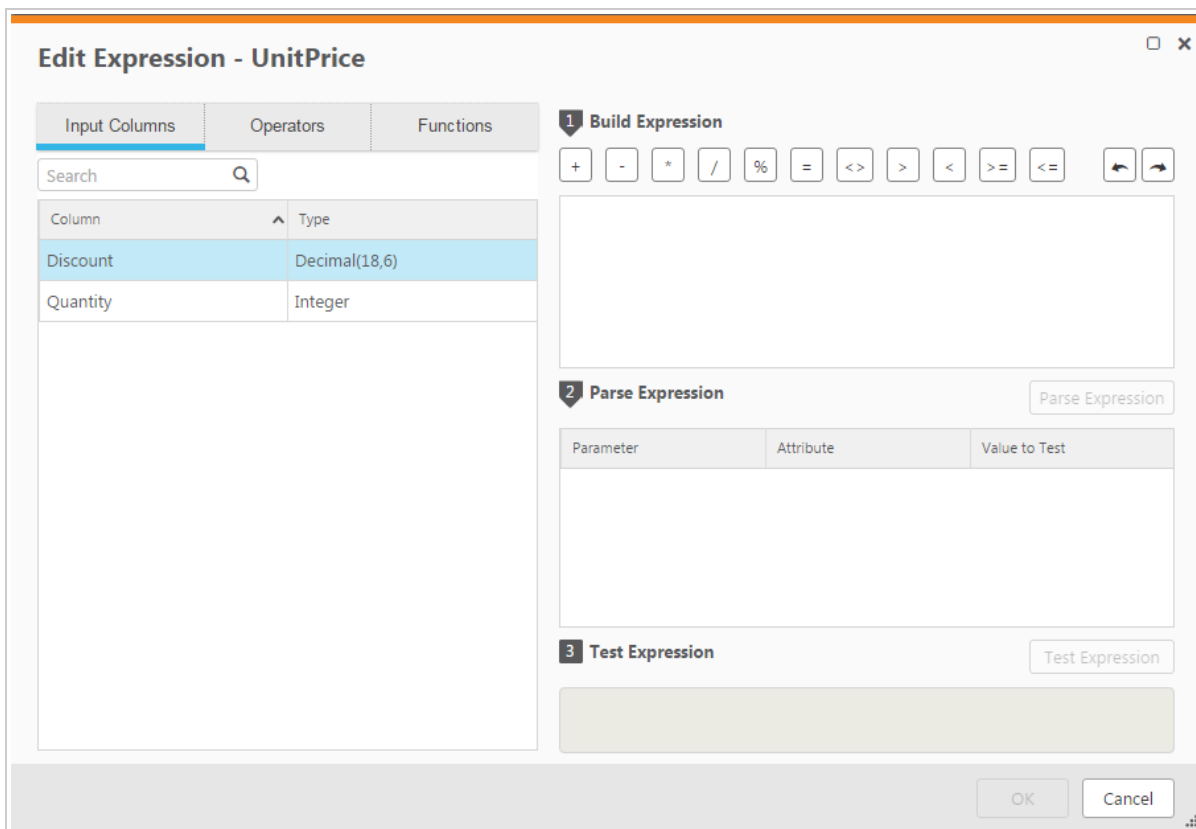 Edit Expression - UnitPrice
Input Columns Operators Functions
Search
Column Type
Discount Decimal(18,6)
Quantity Integer
1 Build Expression
+ - * / % = <> > < >= <=
2 Parse Expression Parse Expression
Parameter Attribute Value to Test
3 Test Expression Test Expression
OK Cancel